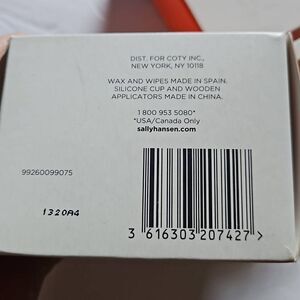 DIST. FOR COTY INC.,
NEW YORK, NY 10118
WAX AND WIPES MADE IN SPAIN.
SILICONE CUP AND WOODEN
APPLICATORS MADE IN CHINA.
1 800 953 5080*
*USA/Canada Only
sallyhansen.com
99260099075
1320A4
3 616303 207427 >